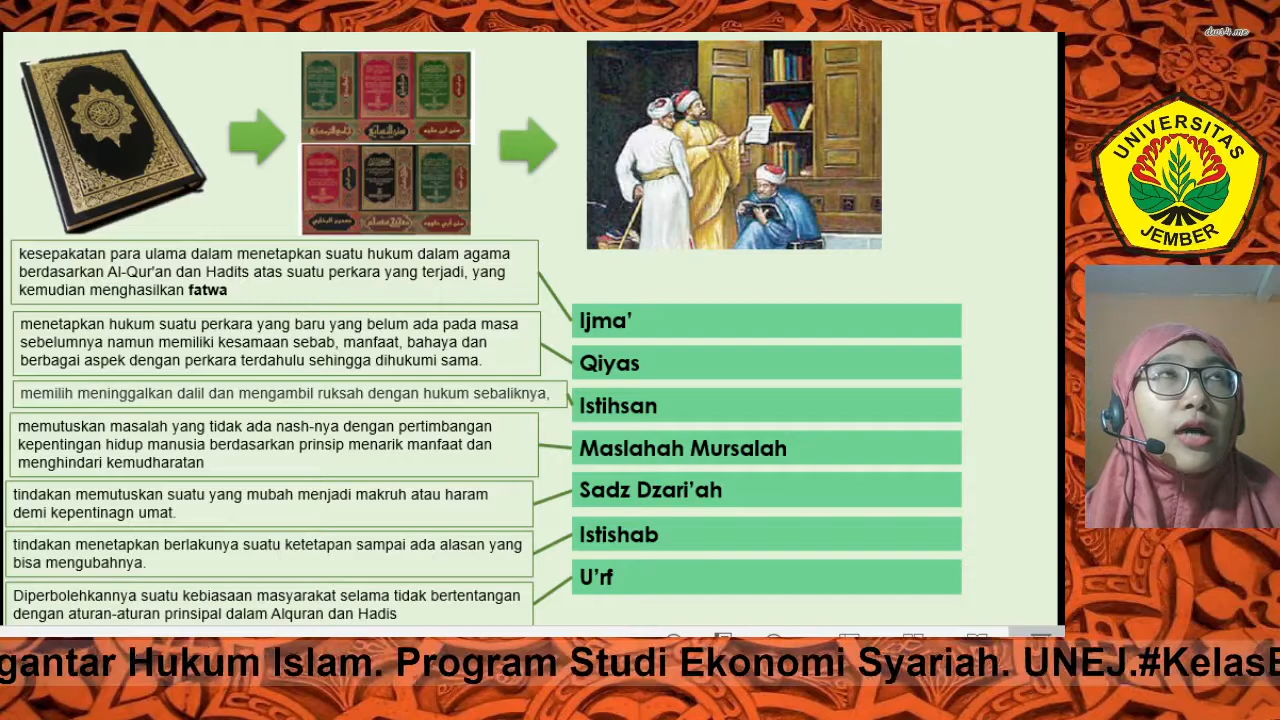 dws4.me
UNIVERSITAS
JEMBER
kesepakatan para ulama dalam menetapkan suatu hukum dalam agama
berdasarkan Al-Qur'an dan Hadits atas suatu perkara yang terjadi, yang
kemudian menghasilkan fatwa
menetapkan hukum suatu perkara yang baru yang belum ada pada masa
sebelumnya namun memiliki kesamaan sebab, manfaat, bahaya dan
berbagai aspek dengan perkara terdahulu sehingga dihukumi sama.
memilih meninggalkan dalil dan mengambil ruksah dengan hukum sebaliknya,
memutuskan masalah yang tidak ada nash-nya dengan pertimbangan
kepentingan hidup manusia berdasarkan prinsip menarik manfaat dan
menghindari kemudharatan
tindakan memutuskan suatu yang mubah menjadi makruh atau haram
demi kepentinagn umat.
tindakan menetapkan berlakunya suatu ketetapan sampai ada alasan yang
bisa mengubahnya.
Diperbolehkannya suatu kebiasaan masyarakat selama tidak bertentangan
dengan aturan-aturan prinsipal dalam Alquran dan Hadis
Ijma'
Qiyas
Istihsan
Maslahah Mursalah
Sadz Dzari'ah
Istishab
U'rf
gantar Hukum Islam. Program Studi Ekonomi Syariah. UNEJ.#KelasE